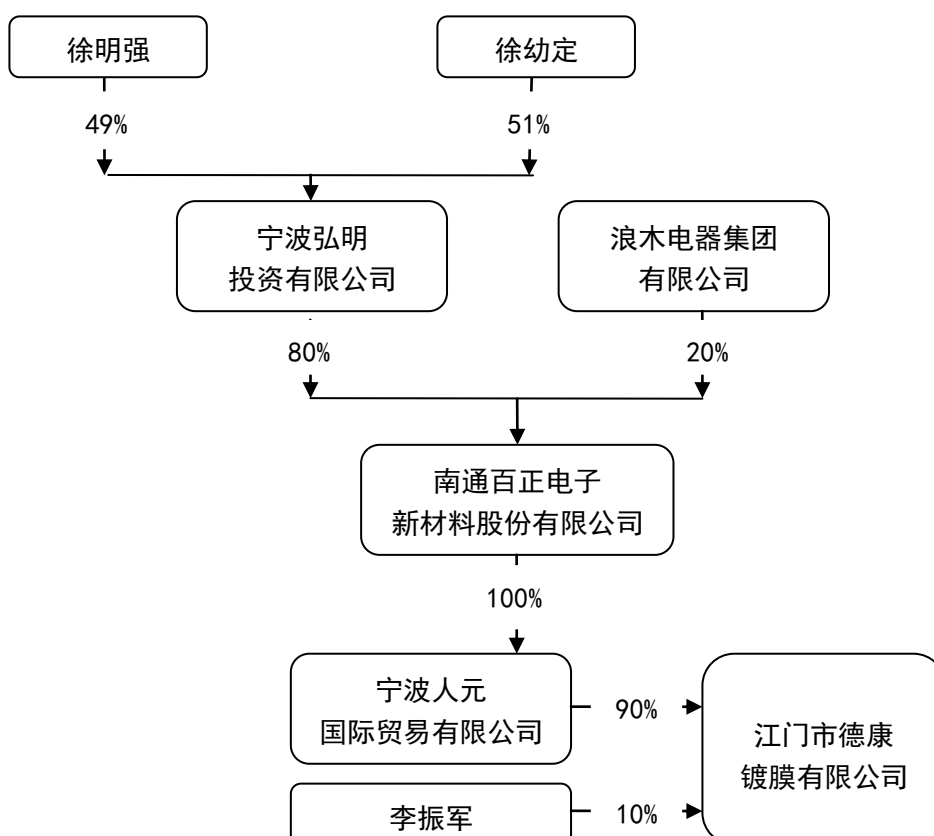 徐明强
徐幼定
49%
51%
宁波弘明
投资有限公司
浪木电器集团
有限公司
80%
20%
南通百正电子
新材料股份有限公司
100%
宁波人元
国际贸易有限公司
90%
江门市德康
镀膜有限公司
李振军
10%